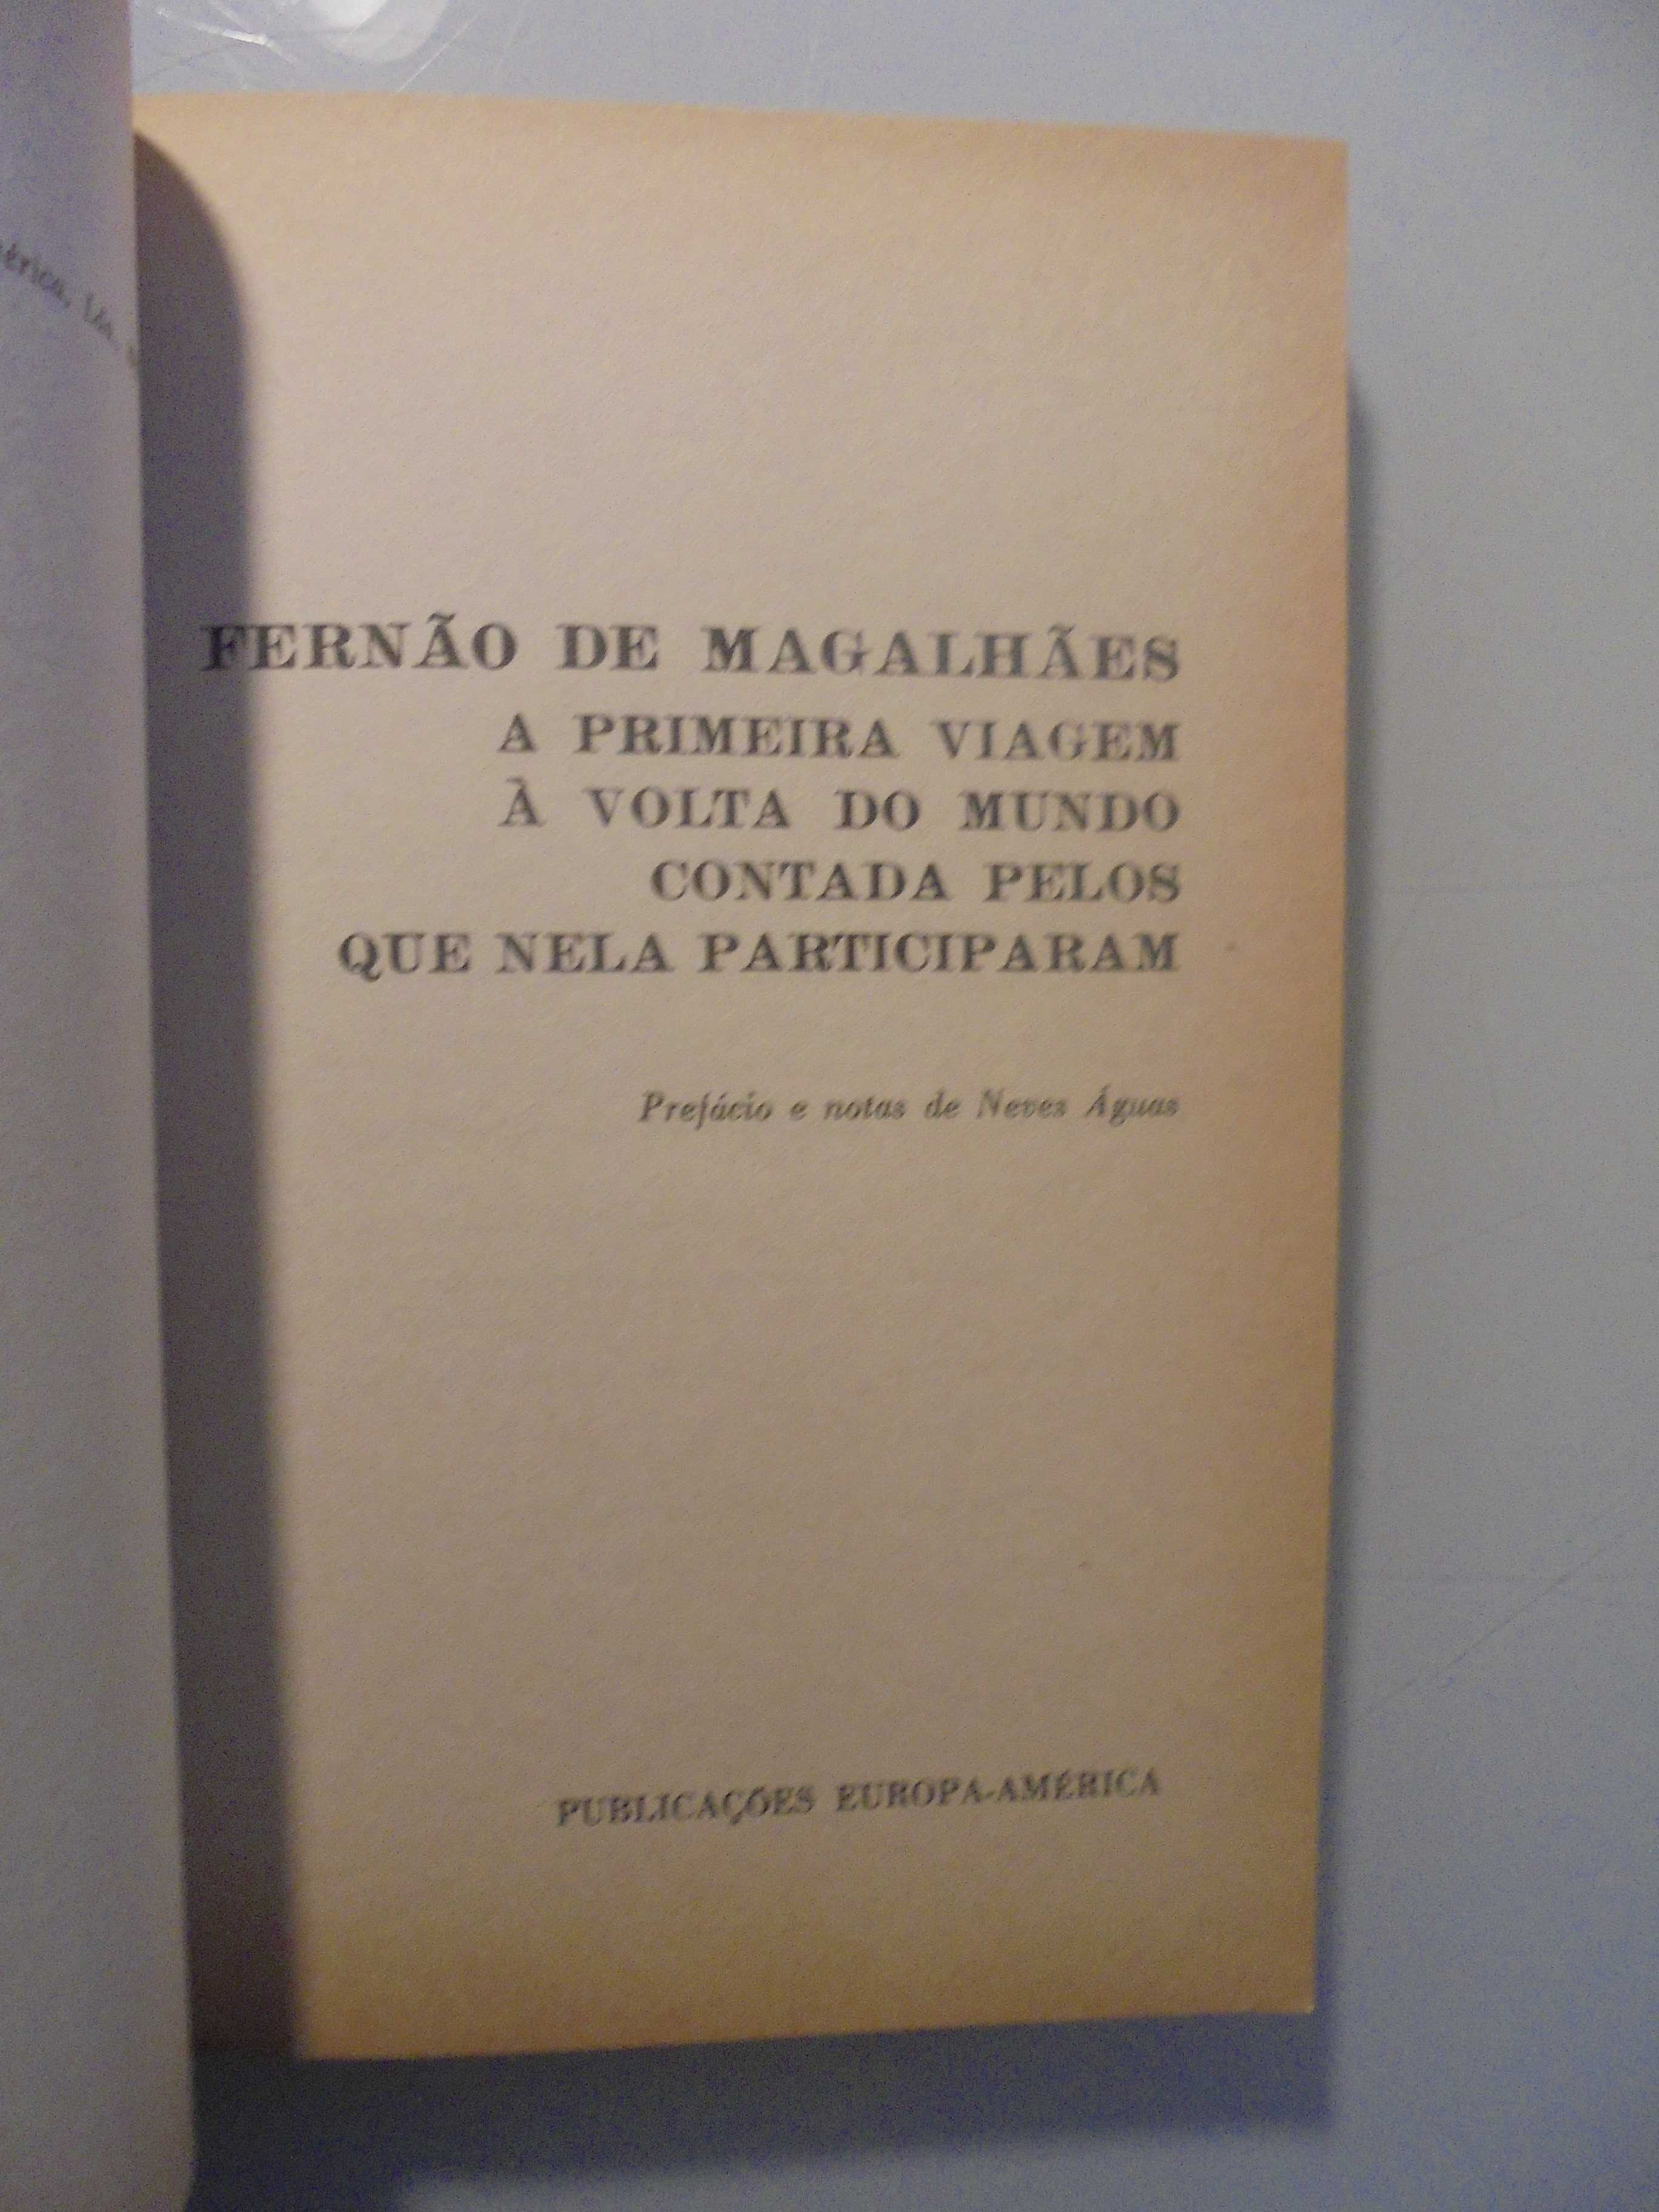 FERNÃO DE MAGALHÃES
A PRIMEIRA VIAGEM
À VOLTA DO MUNDO
CONTADA PELOS
QUE NELA PARTICIPARAM
Prefácio e notas de Neves Águas
PUBLICAÇÕES EUROPA-AMÉRICA